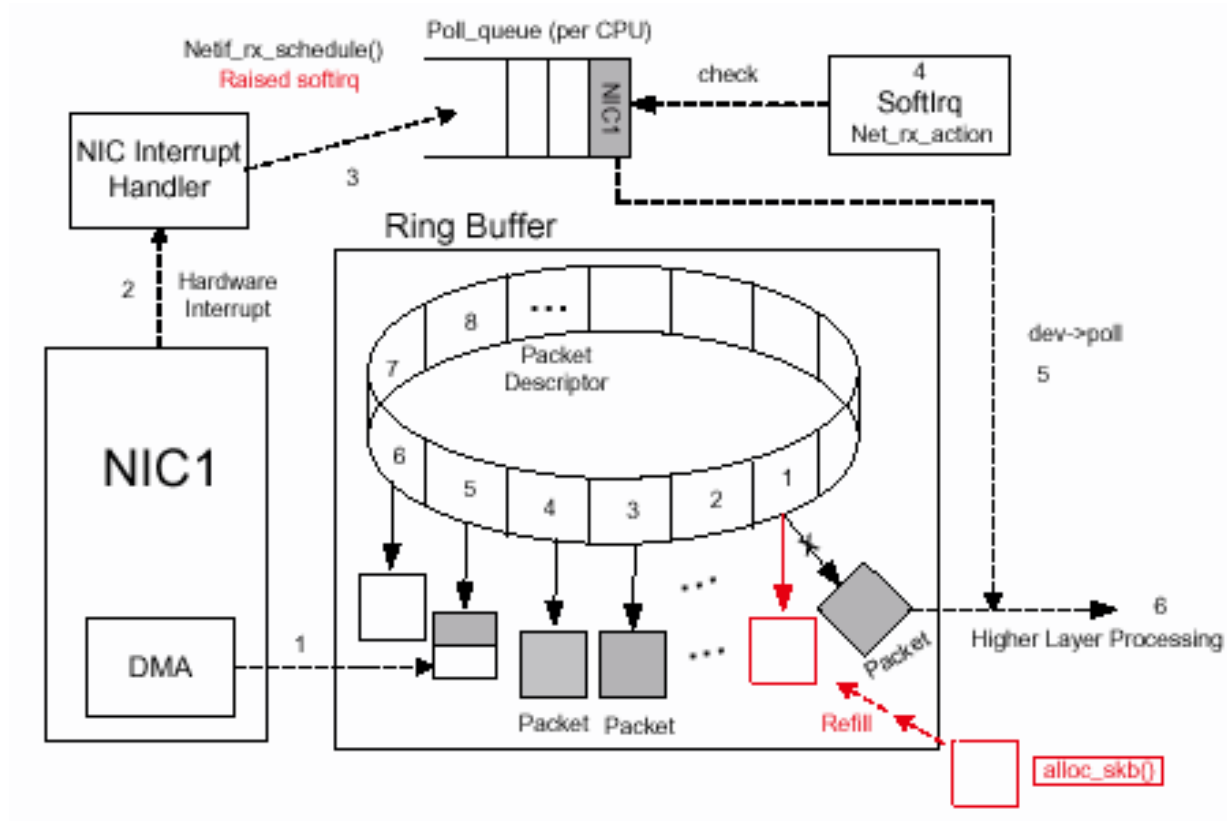 Poll_queue (per CPU)
Netif_rx_schedule()
Raised softirq
check
4
SoftIrq
Net_rx_action
NIC1
NIC Interrupt
Handler
3
Ring Buffer
2
Hardware
Interrupt
8
...
7
Packet
Descriptor
dev->poll
5
NIC1
6
5
4
3
2
1
...
6
Higher Layer Processing
1
DMA
...
Packet
Packet
Packet
Refill
alloc_skb()